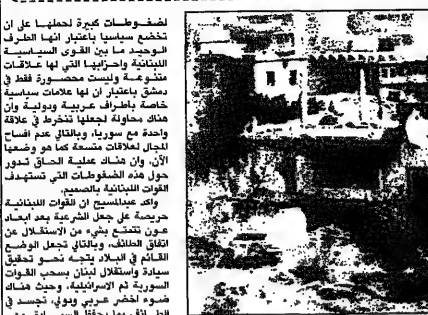 لضغوطات كبيرة لحملها على ان
تخضع سياسيا باعتبار انها الطرف
الوحيد ما بين القوى السياسية
اللبنانية واحزابها التي لها علاقات
متنوعة وليست محصورة فقط في
دمشق باعتبار ان لها علامات سياسية
خاصة باطراف عربية ودولية وان
هناك محاولة لجعلها تنخرط في علاقة
واحدة مع سوريا، وبالتالي عدم افساح
المجال لعلاقات متسعة كما هو وضعها
الآن، وان هناك عملية الحاق تدور
حول هذه الضغوطات التي تستهدف
القوات اللبنانية بالصميم.
واكد عبدالمسيح ان القوات اللبنانية
حريصة على جعل الشرعية بعد ابعاد
عون تتمتع بشيء من الاستقلال عن
اتفاق الطائف، وبالتالي تجعل الوضع
القائم في البلاد يتجه نحو تحقيق
سيادة واستقلال لبنان بسحب القوات
السورية ثم الاسرائيلية، وحيث هناك
ضوء اخضر عربي ودولي، تجسد في